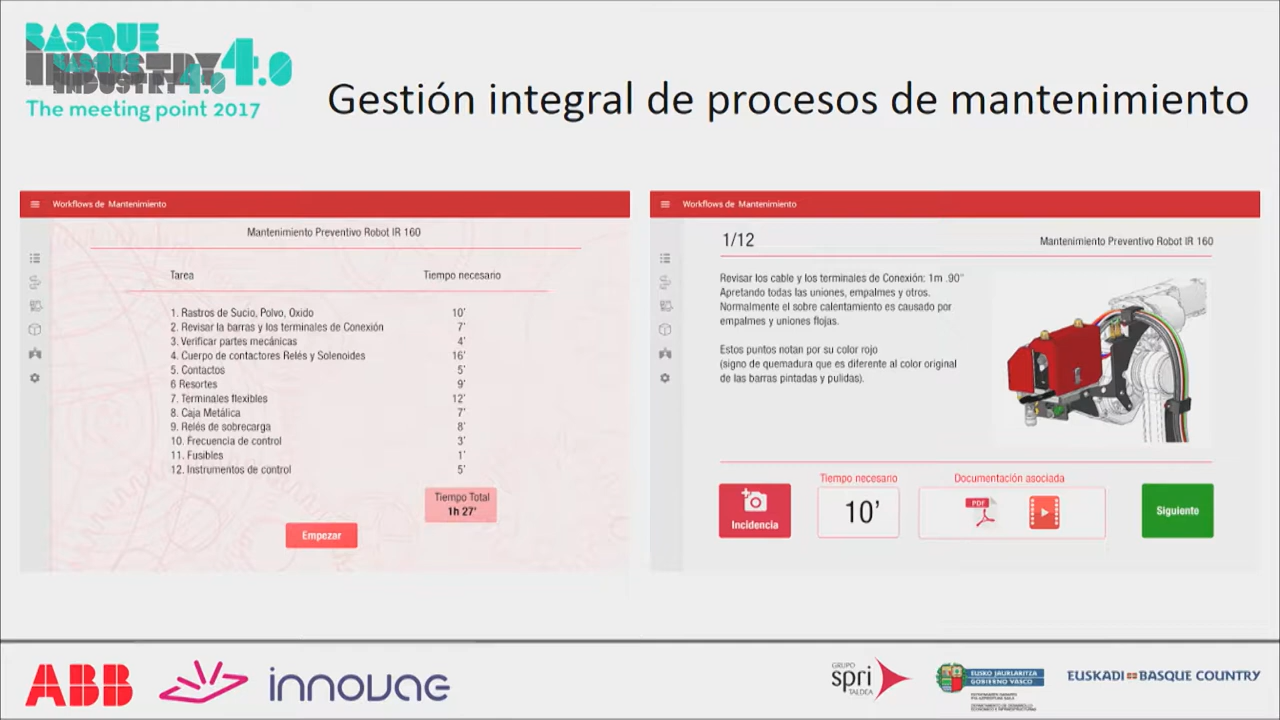 BASQUE
INDUSTRY 4.0
The meeting point 2017
Gestión integral de procesos de mantenimiento
Workflows de Mantenimiento
Mantenimiento Preventivo Robot IR 160
Tarea Tiempo necesario
1. Rastros de Sucio, Polvo, Oxido 10'
2. Revisar la barras y los terminales de Conexión 7'
3. Verificar partes mecánicas 4'
4. Cuerpo de contactores Relés y Solenoides 16'
5. Contactos 5'
6 Resortes 9'
7. Terminales flexibles 12'
8. Caja Metálica 7'
9. Relés de sobrecarga 8'
10. Frecuencia de control 3'
11. Fusibles 1'
12. Instrumentos de control 5'
Tiempo Total
1h 27'
Empezar
Workflows de Mantenimiento
1/12 Mantenimiento Preventivo Robot IR 160
Revisar los cable y los terminales de Conexión: 1m .90"
Apretando todas las uniones, empalmes y otros.
Normalmente el sobre calentamiento es causado por
empalmes y uniones flojas.
Estos puntos notan por su color rojo
(signo de quemadura que es diferente al color original
de las barras pintadas y pulidas).
Tiempo necesario Documentación asociada
Incidencia 10' PDF Siguiente
ABB innovae
GRUPO
spri
TALDEA
EUSKO JAURLARITZA
GOBIERNO VASCO
EUSKADI BASQUE COUNTRY